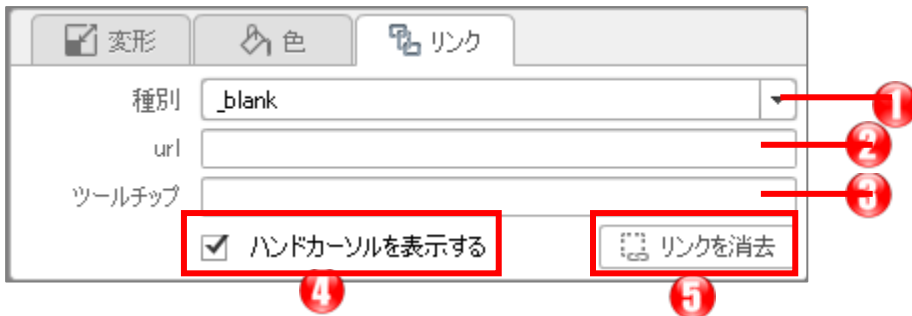 変形 色 リンク
種別 _blank 1
url 2
ツールチップ 3
ハンドカーソルを表示する リンクを消去
4 5